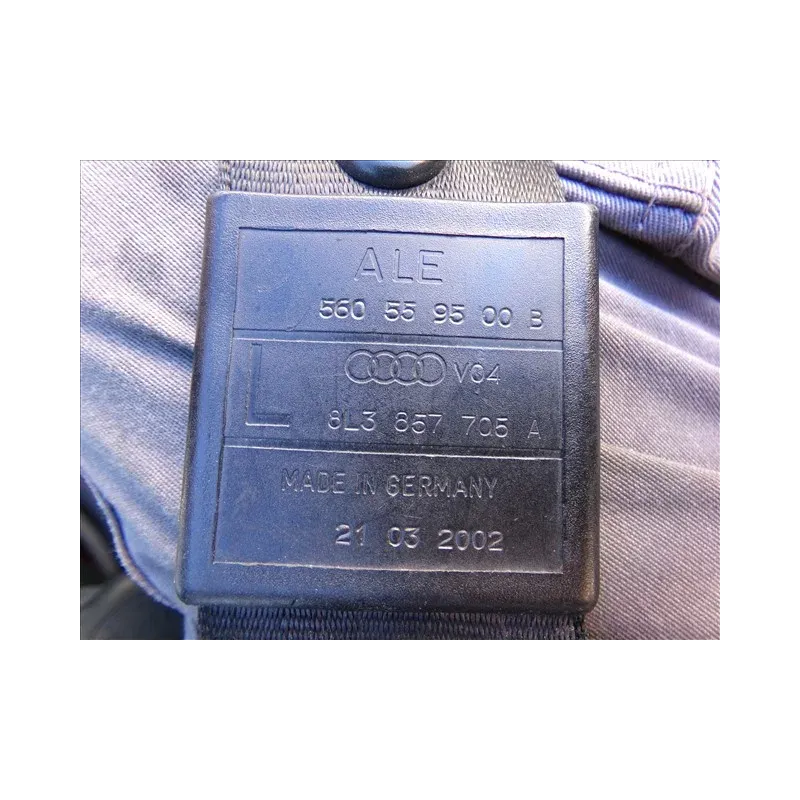 ALE
560 55 95 00 B
L
V04
8L3 857 705 A
MADE IN GERMANY
21 03 2002